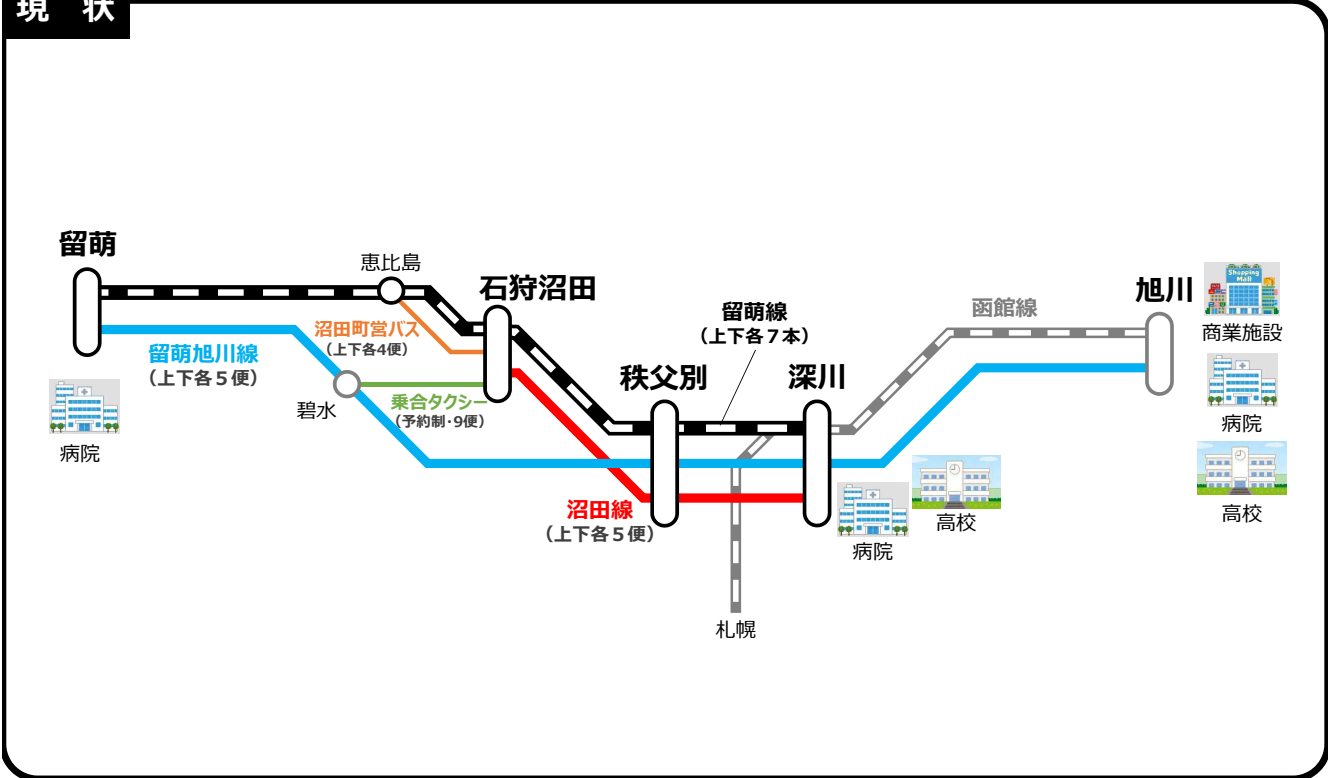 現 状
留萌
恵比島
石狩沼田
旭川
Shopping
Mall
商業施設
函館線
留萌線
(上下各7本)
沼田町営バス
(上下各4便)
留萌旭川線
(上下各5便)
秩父別
深川
碧水
乗合タクシー
(予約制・9便)
病院
病院
高校
沼田線
(上下各5便)
高校
病院
札幌